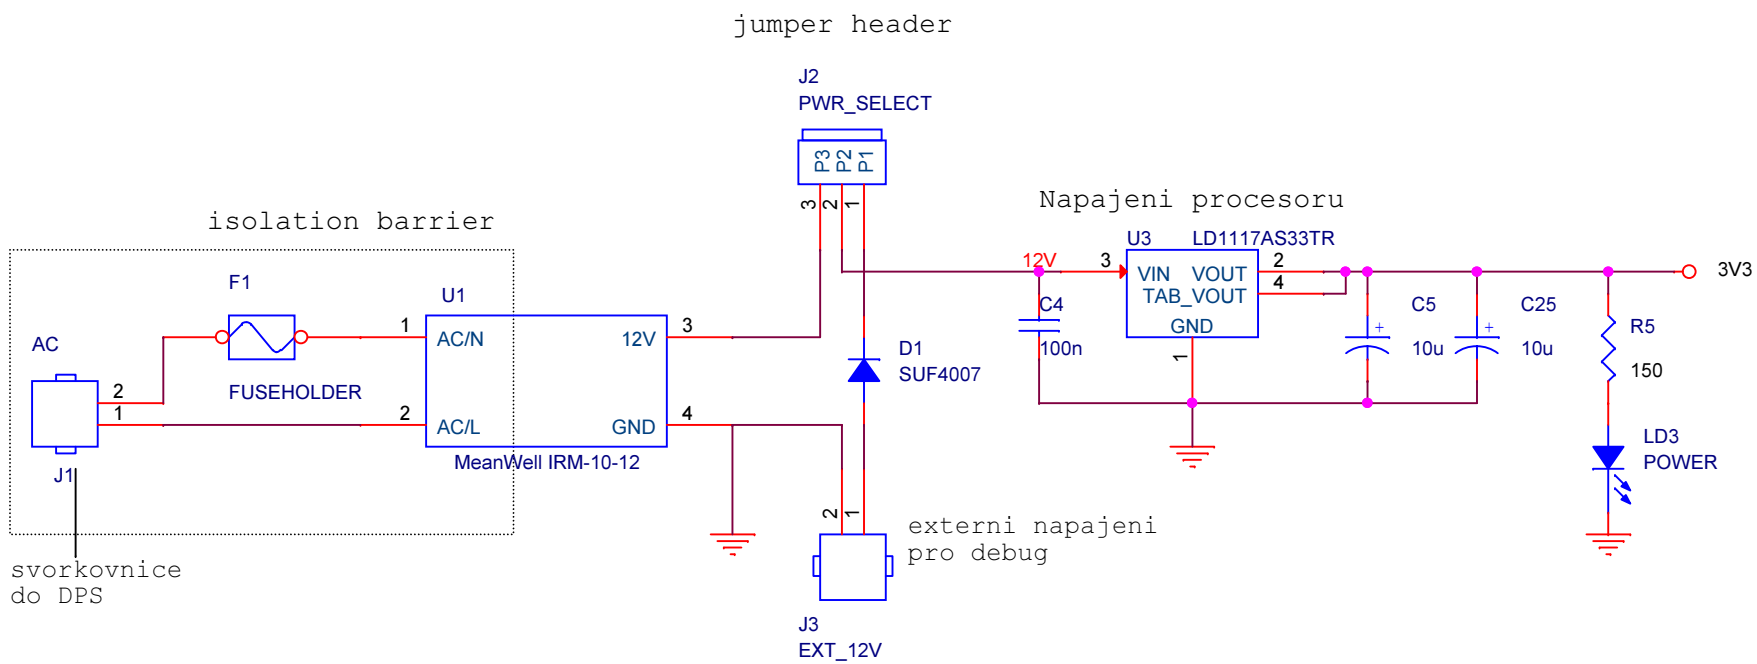 jumper header
J2
PWR_SELECT
P3
P2
P1
3
2
1
isolation barrier
F1
FUSEHOLDER
AC
2
1
J1
svorkovnice
do DPS
U1
1
AC/N
2
AC/L
12V
3
GND
4
MeanWell IRM-10-12
D1
SUF4007
2
1
externi napajeni
pro debug
J3
EXT_12V
Napajeni procesoru
U3
LD1117AS33TR
12V
3
VIN
VOUT
2
TAB_VOUT
4
GND
1
C4
100n
C5
10u
C25
10u
3V3
R5
150
LD3
POWER